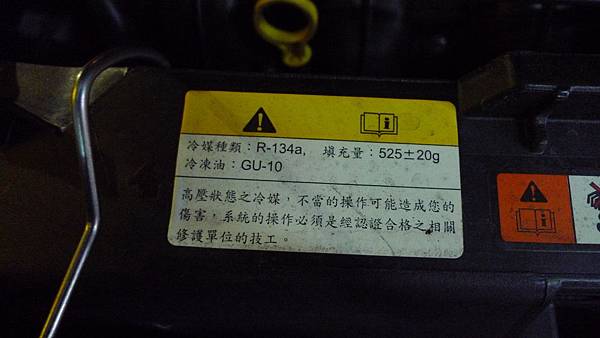 冷媒種類：R-134a， 填充量：525±20g
冷凍油：GU-10
高壓狀態之冷媒，不當的操作可能造成您的
傷害，系統的操作必須是經認證合格之相關
修護單位的技工。